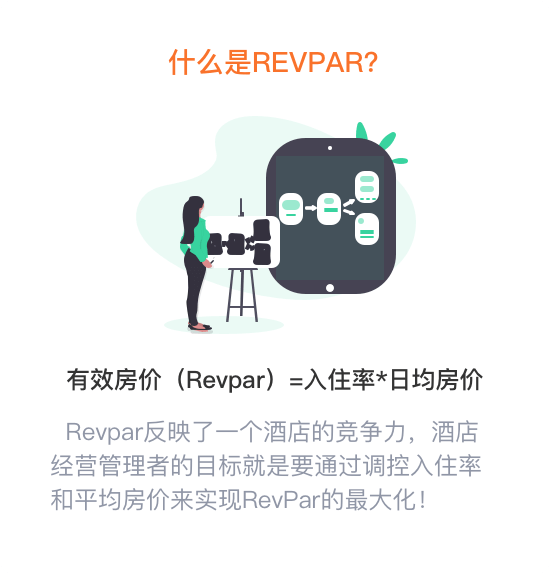 什么是REVPAR?
有效房价（Revpar）=入住率*日均房价
Revpar反映了一个酒店的竞争力，酒店
经营管理者的目标就是要通过调控入住率
和平均房价来实现RevPar的最大化！